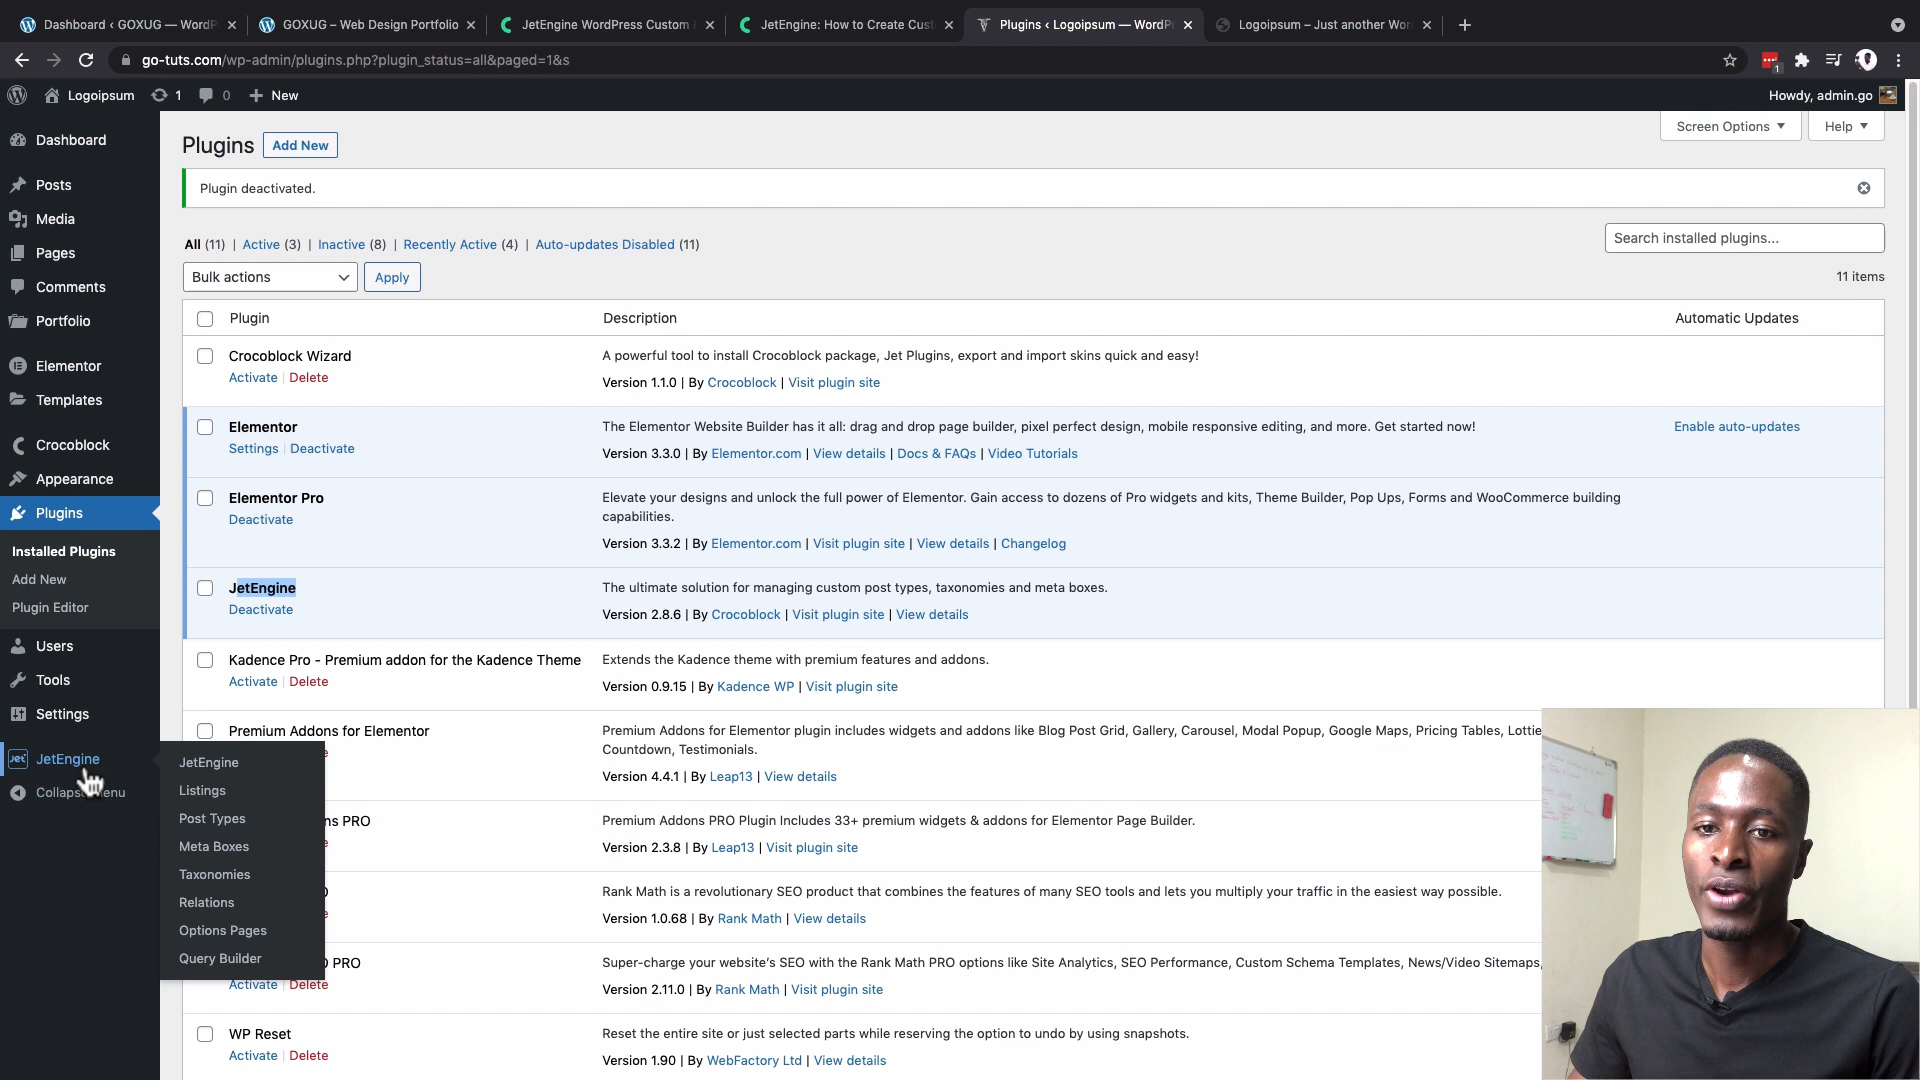 Dashboard ‹ GOXUG — WordP
GOXUG – Web Design Portfolio
JetEngine WordPress Custom
JetEngine: How to Create Cus
Plugins ‹ Logoipsum — WordP
Logoipsum – Just another Wor
go-tuts.com/wp-admin/plugins.php?plugin_status=all&paged=1&s
1
Logoipsum
1
0
New
Howdy, admin.go
Dashboard
Posts
Media
Pages
Comments
Portfolio
Elementor
Templates
Crocoblock
Appearance
Plugins
Installed Plugins
Add New
Plugin Editor
Users
Tools
Settings
JetEngine
Collaps enu
JetEngine
Listings
Post Types
Meta Boxes
Taxonomies
Relations
Options Pages
Query Builder
Screen Options
Help
Plugins
Add New
Plugin deactivated.
All (11) | Active (3) | Inactive (8) | Recently Active (4) | Auto-updates Disabled (11)
Search installed plugins...
Bulk actions
Apply
11 items
Plugin
Description
Automatic Updates
Crocoblock Wizard
Activate | Delete
A powerful tool to install Crocoblock package, Jet Plugins, export and import skins quick and easy!
Version 1.1.0 | By Crocoblock | Visit plugin site
Elementor
Settings | Deactivate
The Elementor Website Builder has it all: drag and drop page builder, pixel perfect design, mobile responsive editing, and more. Get started now!
Version 3.3.0 | By Elementor.com | View details | Docs & FAQs | Video Tutorials
Enable auto-updates
Elementor Pro
Deactivate
Elevate your designs and unlock the full power of Elementor. Gain access to dozens of Pro widgets and kits, Theme Builder, Pop Ups, Forms and WooCommerce building
capabilities.
Version 3.3.2 | By Elementor.com | Visit plugin site | View details | Changelog
JetEngine
Deactivate
The ultimate solution for managing custom post types, taxonomies and meta boxes.
Version 2.8.6 | By Crocoblock | Visit plugin site | View details
Kadence Pro - Premium addon for the Kadence Theme
Activate | Delete
Extends the Kadence theme with premium features and addons.
Version 0.9.15 | By Kadence WP | Visit plugin site
Premium Addons for Elementor
Premium Addons for Elementor plugin includes widgets and addons like Blog Post Grid, Gallery, Carousel, Modal Popup, Google Maps, Pricing Tables, Lottie
Countdown, Testimonials.
Version 4.4.1 | By Leap13 | View details
ns PRO
Premium Addons PRO Plugin Includes 33+ premium widgets & addons for Elementor Page Builder.
Version 2.3.8 | By Leap13 | Visit plugin site
Rank Math is a revolutionary SEO product that combines the features of many SEO tools and lets you multiply your traffic in the easiest way possible.
Version 1.0.68 | By Rank Math | View details
PRO
Activate | Delete
Super-charge your website's SEO with the Rank Math PRO options like Site Analytics, SEO Performance, Custom Schema Templates, News/Video Sitemaps,
Version 2.11.0 | By Rank Math | Visit plugin site
WP Reset
Activate | Delete
Reset the entire site or just selected parts while reserving the option to undo by using snapshots.
Version 1.90 | By WebFactory Ltd | View details